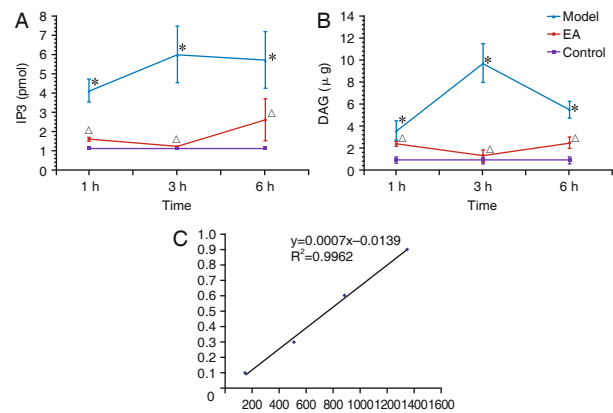 A
IP3 (pmol)
8
7
6
5
4
3
2
1
0
*
*
*
△
△
△
1 h
3 h
6 h
Time
B
DAG (μ g)
14
12
10
8
6
4
2
0
*
*
*
△
△
△
1 h
3 h
6 h
Time
Model
EA
Control
C
y=0.0007x–0.0139
R²=0.9962
1.0
0.9
0.8
0.7
0.6
0.5
0.4
0.3
0.2
0.1
0
200 400 600 800 1000 1200 1400 1600